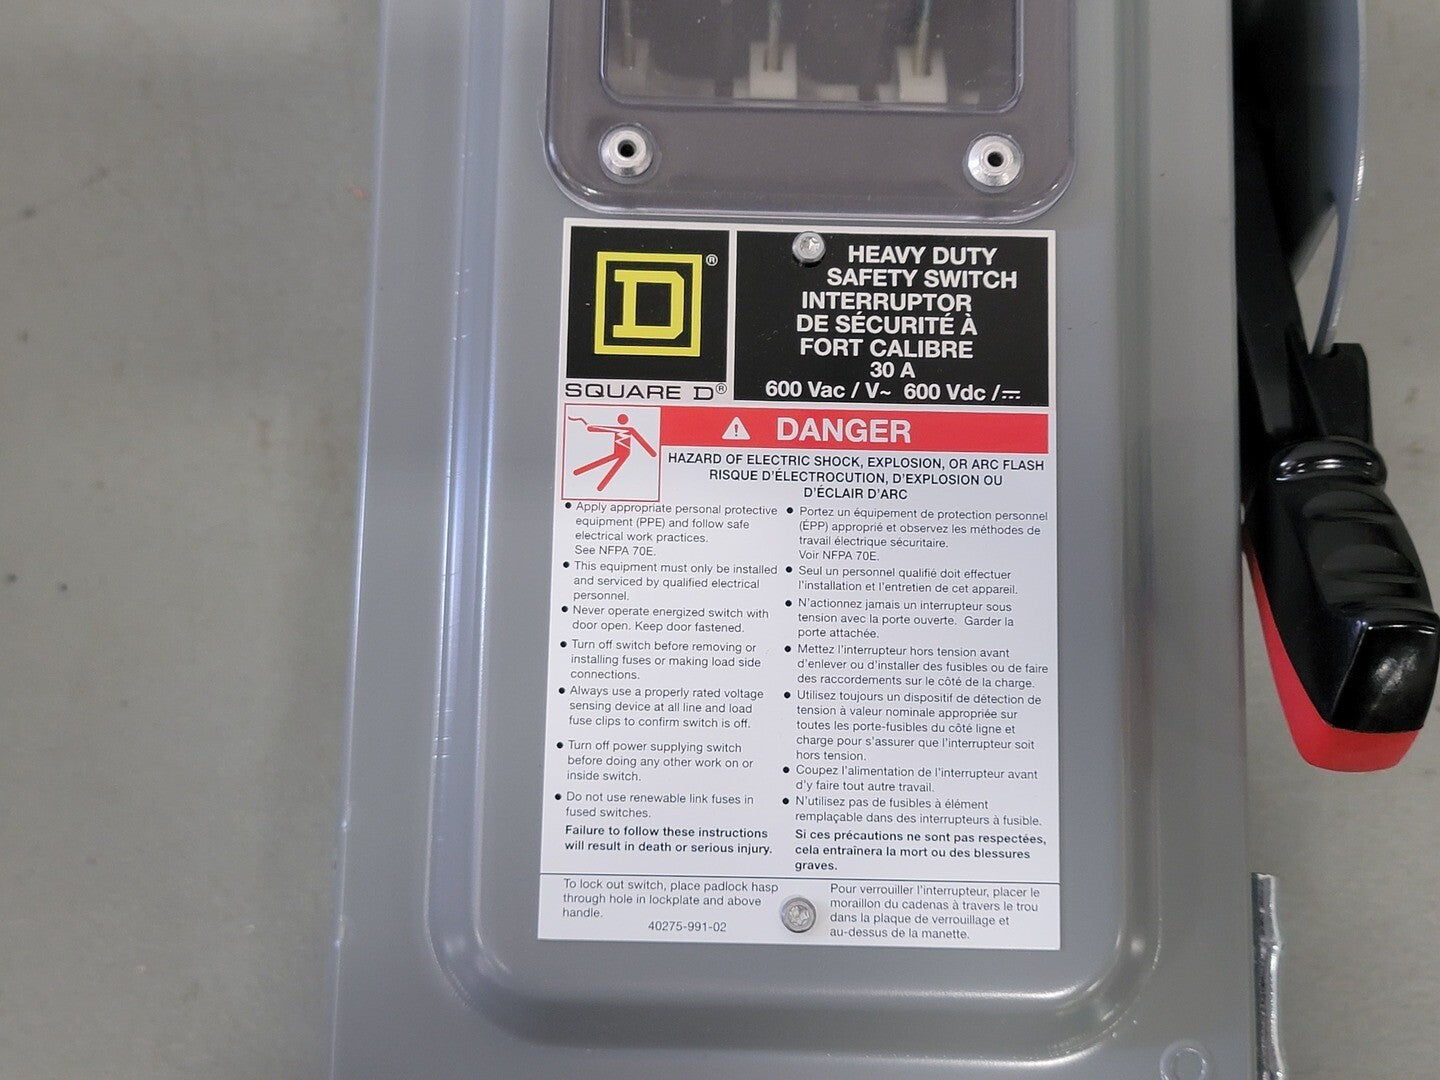 D®
SQUARE D®
HEAVY DUTY
SAFETY SWITCH
INTERRUPTOR
DE SÉCURITÉ À
FORT CALIBRE
30 A
600 Vac / V~ 600 Vdc / ⎓
⚠ DANGER
HAZARD OF ELECTRIC SHOCK, EXPLOSION, OR ARC FLASH
RISQUE D'ÉLECTROCUTION, D'EXPLOSION OU
D'ÉCLAIR D'ARC
• Apply appropriate personal protective
equipment (PPE) and follow safe
electrical work practices.
See NFPA 70E.
• This equipment must only be installed
and serviced by qualified electrical
personnel.
• Never operate energized switch with
door open. Keep door fastened.
• Turn off switch before removing or
installing fuses or making load side
connections.
• Always use a properly rated voltage
sensing device at all line and load
fuse clips to confirm switch is off.
• Turn off power supplying switch
before doing any other work on or
inside switch.
• Do not use renewable link fuses in
fused switches.
Failure to follow these instructions
will result in death or serious injury.
• Portez un équipement de protection personnel
(ÉPP) approprié et observez les méthodes de
travail électrique sécuritaire.
Voir NFPA 70E.
• Seul un personnel qualifié doit effectuer
l'installation et l'entretien de cet appareil.
• N'actionnez jamais un interrupteur sous
tension avec la porte ouverte. Garder la
porte attachée.
• Mettez l'interrupteur hors tension avant
d'enlever ou d'installer des fusibles ou de faire
des raccordements sur le côté de la charge.
• Utilisez toujours un dispositif de détection de
tension à valeur nominale appropriée sur
toutes les porte-fusibles du côté ligne et
charge pour s'assurer que l'interrupteur soit
hors tension.
• Coupez l'alimentation de l'interrupteur avant
d'y faire tout autre travail.
• N'utilisez pas de fusibles à élément
remplaçable dans des interrupteurs à fusible.
Si ces précautions ne sont pas respectées,
cela entraînera la mort ou des blessures
graves.
To lock out switch, place padlock hasp
through hole in lockplate and above
handle.
40275-991-02
Pour verrouiller l'interrupteur, placer le
moraillon du cadenas à travers le trou
dans la plaque de verrouillage et
au-dessus de la manette.